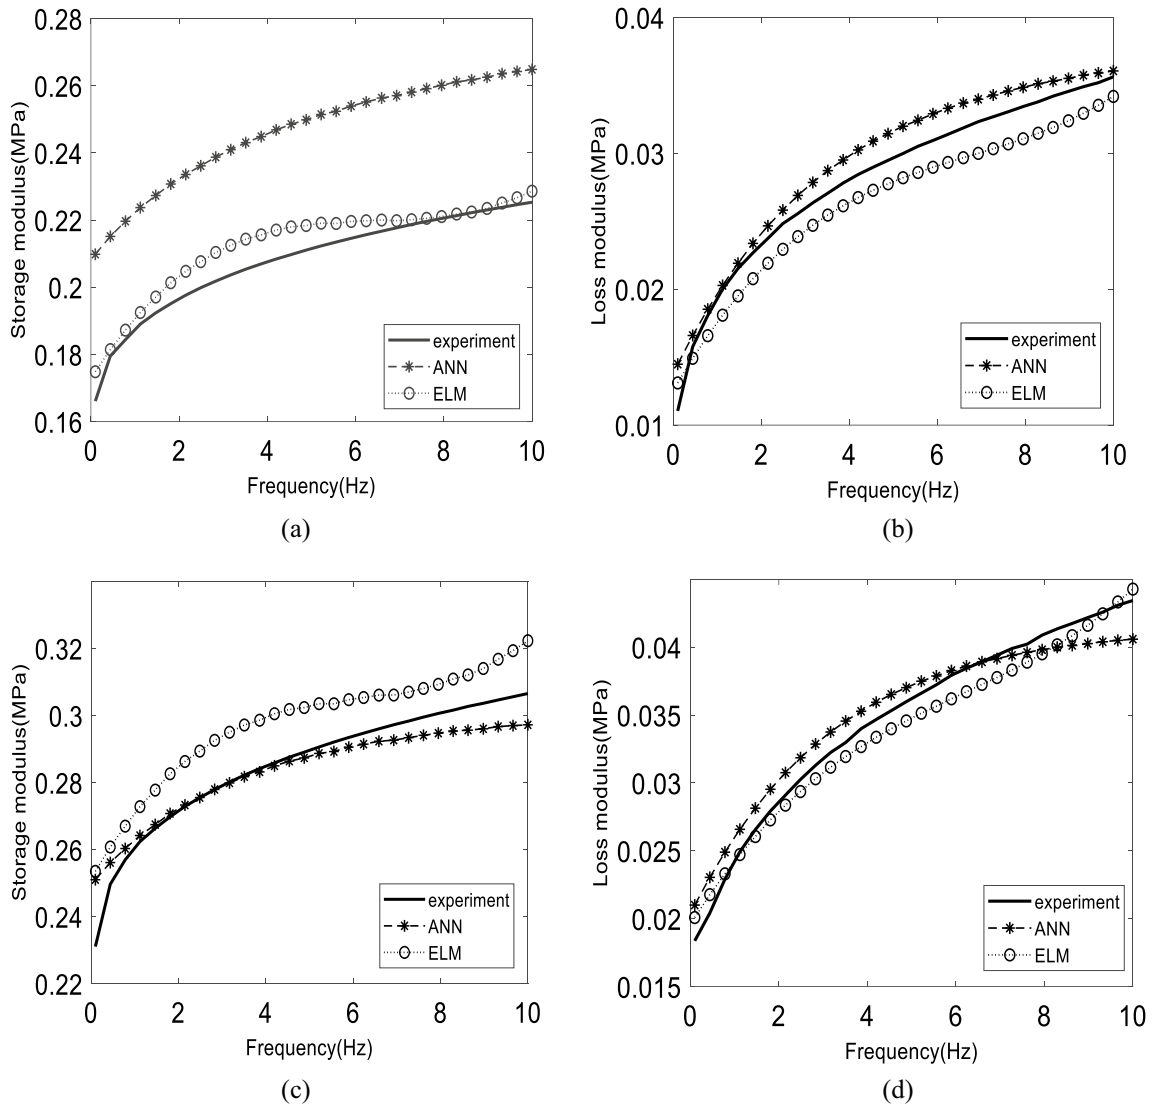 0.28
0.26
0.24
0.22
0.2
0.18
0.16
Storage modulus(MPa)
experiment
ANN
ELM
0 2 4 6 8 10
Frequency(Hz)
(a)
0.04
0.03
0.02
0.01
Loss modulus(MPa)
experiment
ANN
ELM
0 2 4 6 8 10
Frequency(Hz)
(b)
0.32
0.3
0.28
0.26
0.24
0.22
Storage modulus(MPa)
experiment
ANN
ELM
0 2 4 6 8 10
Frequency(Hz)
(c)
0.04
0.035
0.03
0.025
0.02
0.015
Loss modulus(MPa)
experiment
ANN
ELM
0 2 4 6 8 10
Frequency(Hz)
(d)